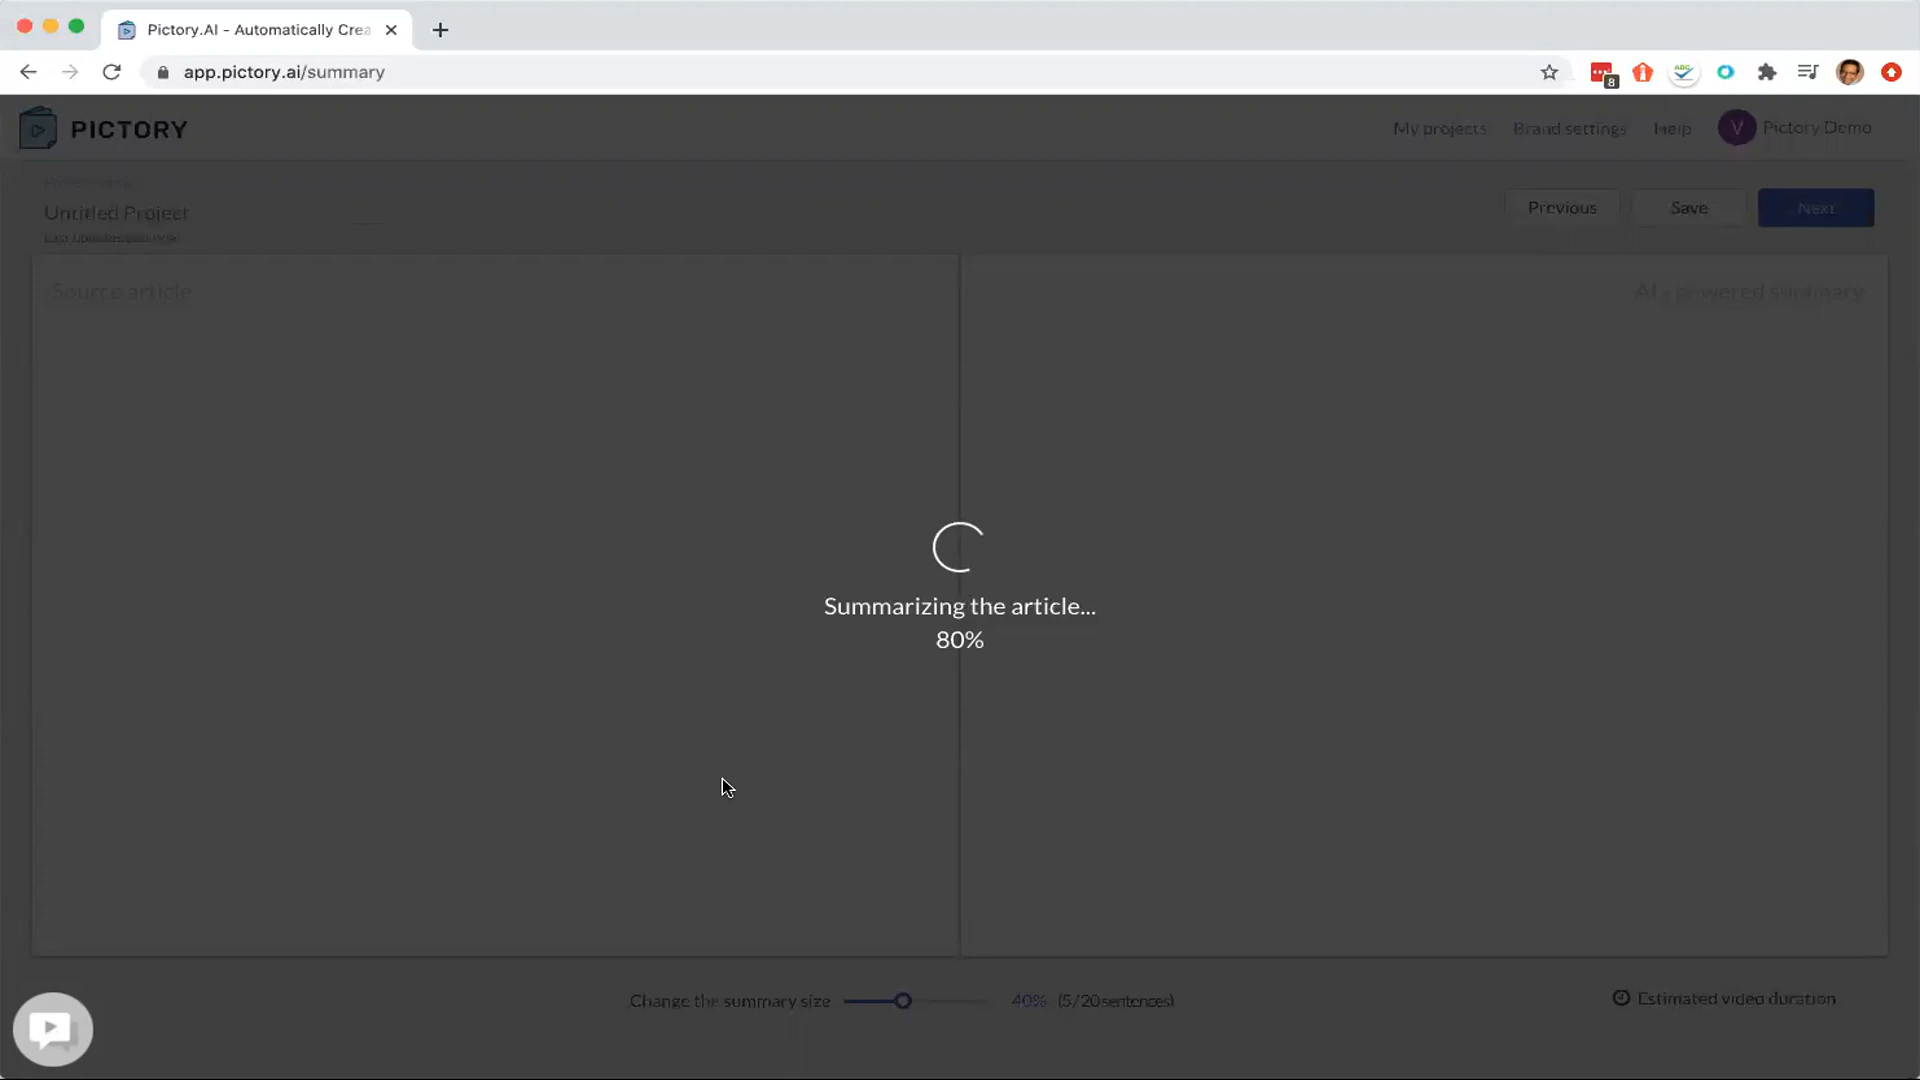 Pictory.AI - Automatically Crea
app.pictory.ai/summary
8
ABC
PICTORY
My projects
Brand settings
Help
V
Pictory Demo
Untitled Project
Previous
Save
Next
Source article
AI - powered summary
Summarizing the article...
80%
Change the summary size
40% (5/20 sentences)
Estimated video duration